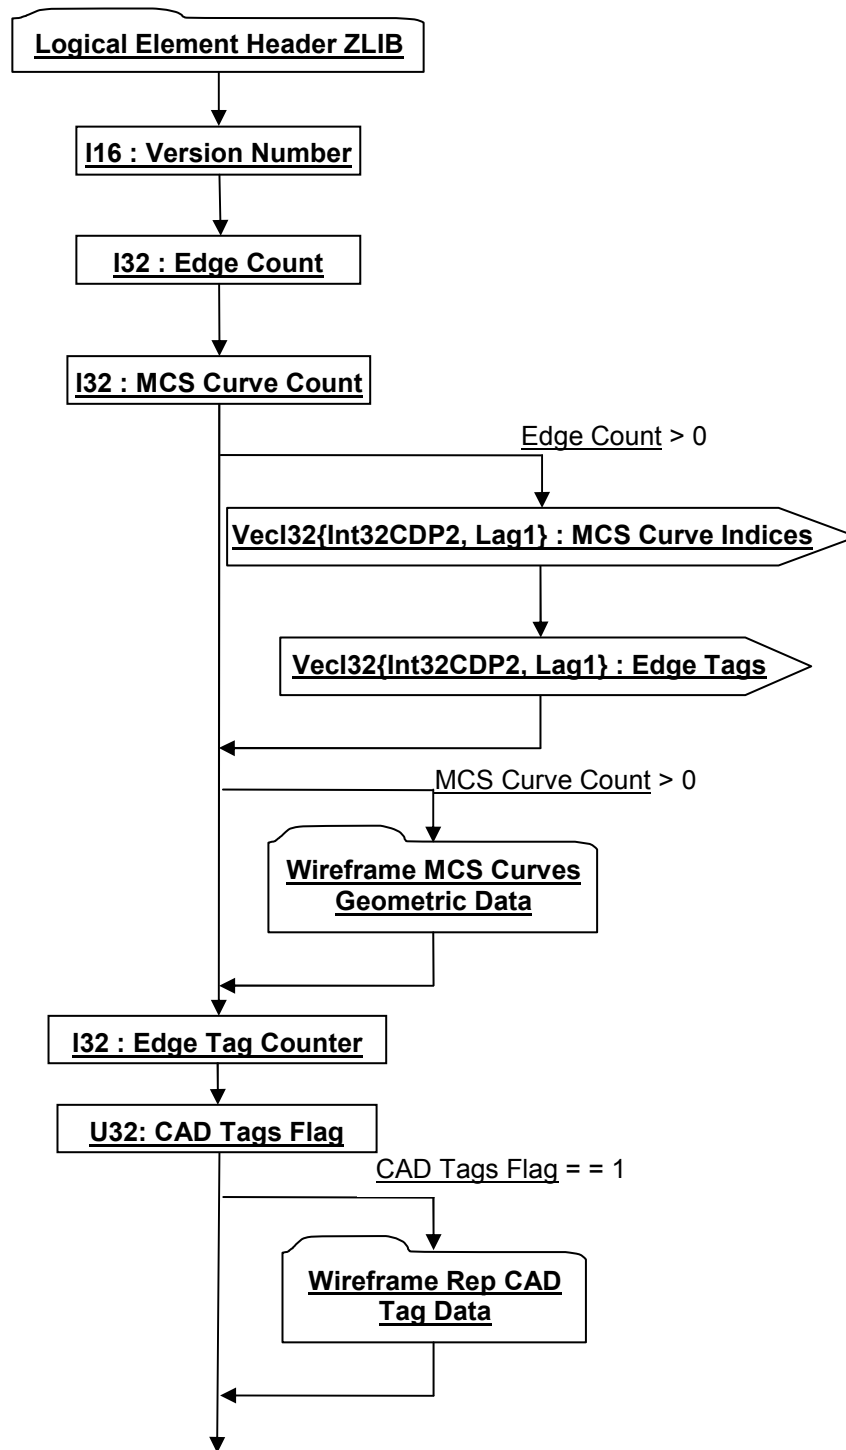 Logical Element Header ZLIB
I16 : Version Number
I32 : Edge Count
I32 : MCS Curve Count
Edge Count > 0
VecI32{Int32CDP2, Lag1} : MCS Curve Indices
VecI32{Int32CDP2, Lag1} : Edge Tags
MCS Curve Count > 0
Wireframe MCS Curves
Geometric Data
I32 : Edge Tag Counter
U32: CAD Tags Flag
CAD Tags Flag = = 1
Wireframe Rep CAD
Tag Data